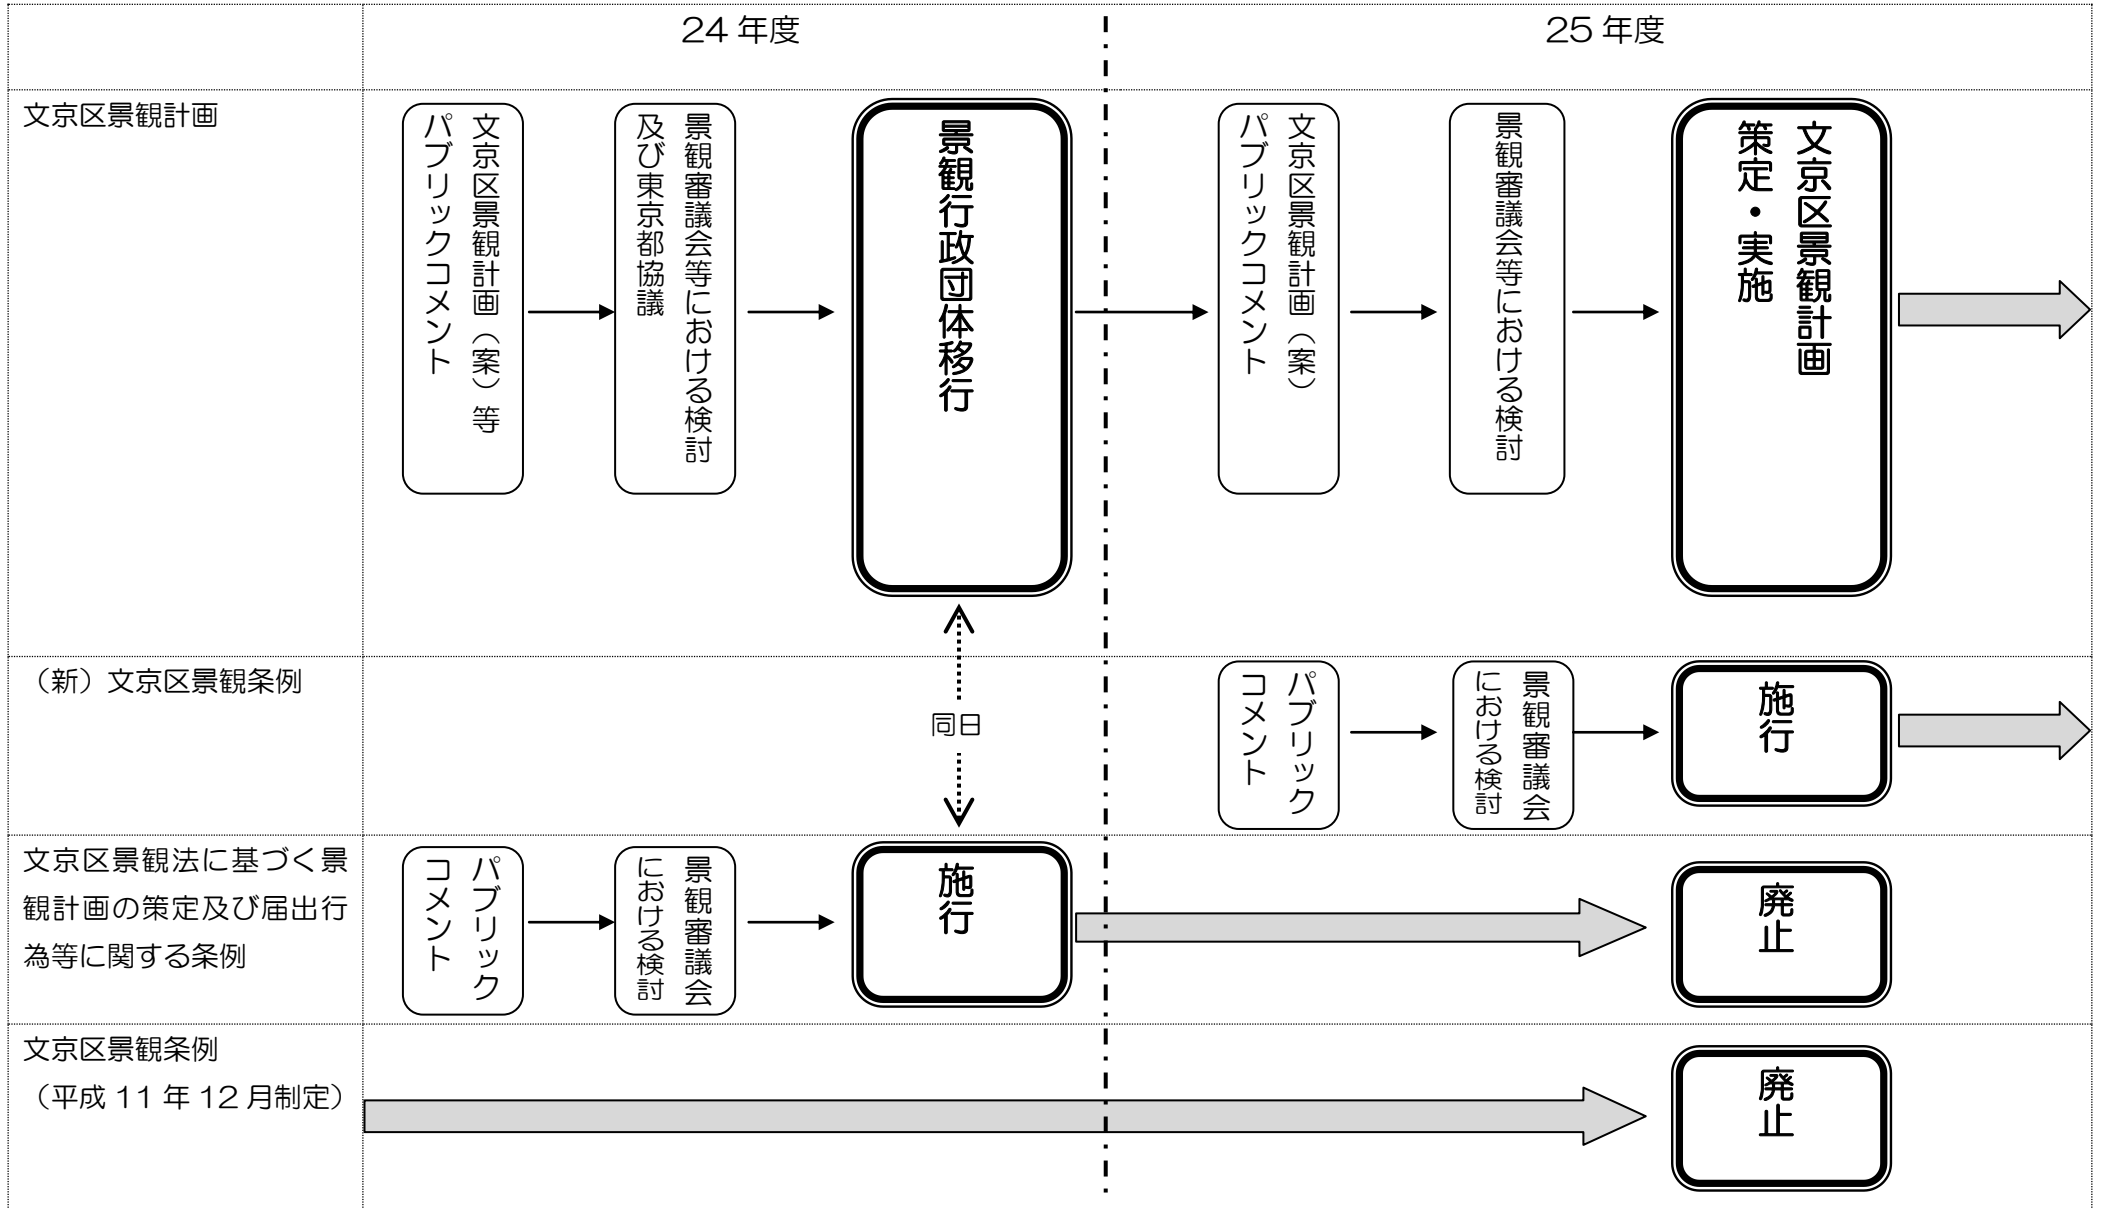 24年度
25年度
文京区景観計画
文京区景観計画（案）等
パブリックコメント
景観審議会等における検討
及び東京都協議
景観行政団体移行
文京区景観計画（案）
パブリックコメント
景観審議会等における検討
文京区景観計画
策定・実施
（新）文京区景観条例
同日
パブリック
コメント
景観審議会
における検討
施行
文京区景観法に基づく景
観計画の策定及び届出行
為等に関する条例
パブリック
コメント
景観審議会
における検討
施行
廃止
文京区景観条例
（平成11年12月制定）
廃止